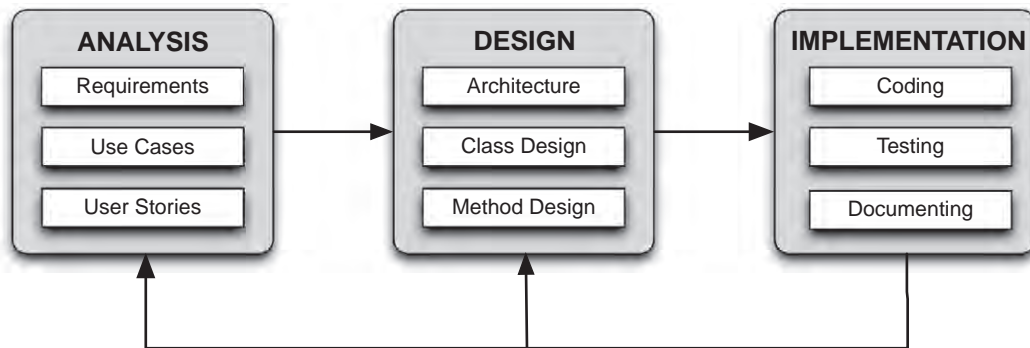 ANALYSIS
Requirements
Use Cases
User Stories
DESIGN
Architecture
Class Design
Method Design
IMPLEMENTATION
Coding
Testing
Documenting